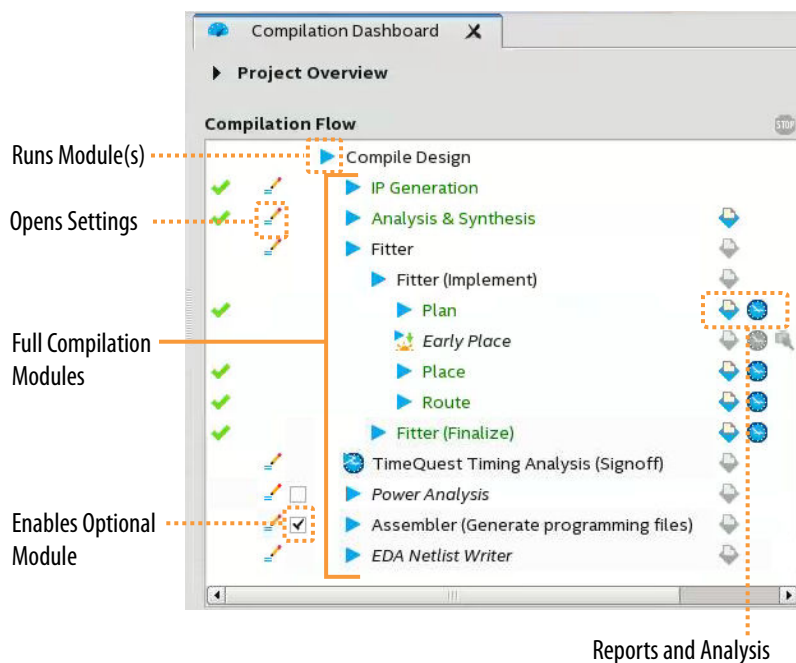 Compilation Dashboard X
Project Overview
Compilation Flow
STOP
Runs Module(s)
Compile Design
IP Generation
Opens Settings
Analysis & Synthesis
Fitter
Fitter (Implement)
Plan
Full Compilation
Modules
Early Place
Place
Route
Fitter (Finalize)
TimeQuest Timing Analysis (Signoff)
Power Analysis
Enables Optional
Module
Assembler (Generate programming files)
EDA Netlist Writer
Reports and Analysis